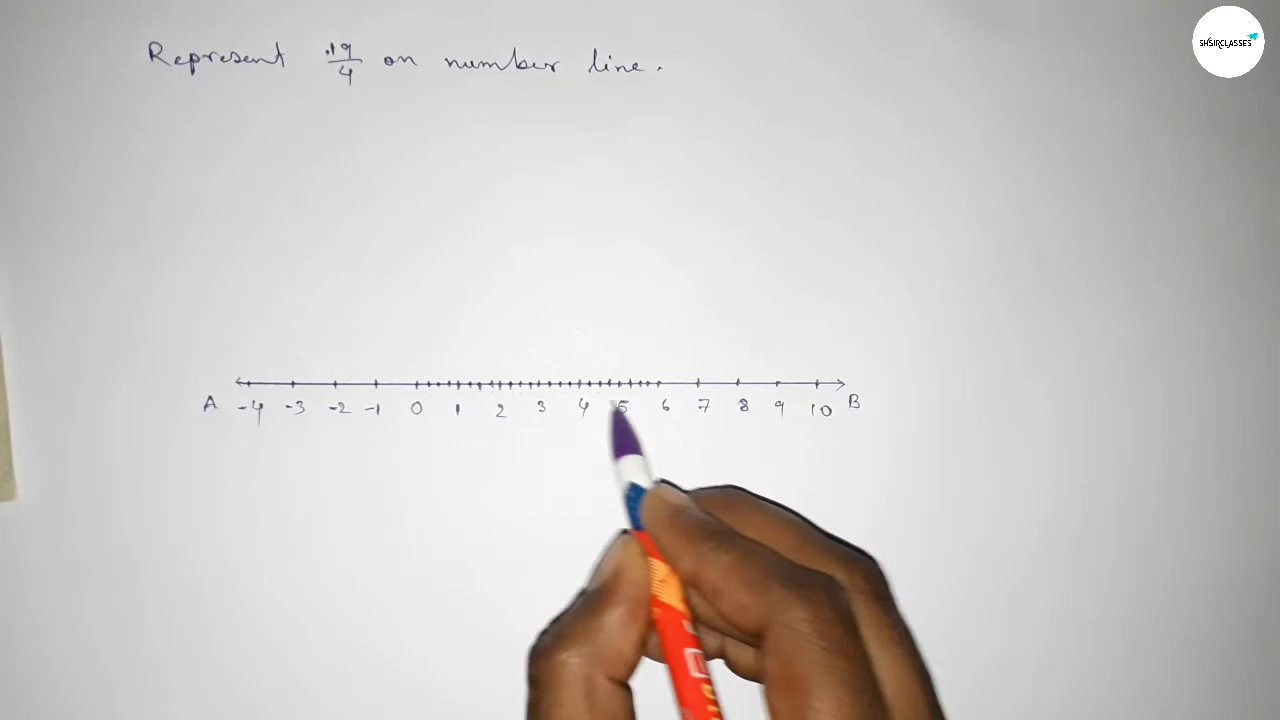 SHSIRCLASSES
Represent 19/4 on number line.
A -4 -3 -2 -1 0 1 2 3 4 5 6 7 8 9 10 B